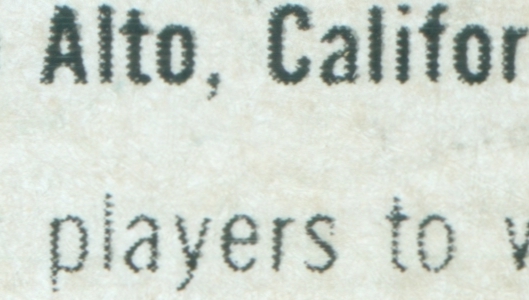 Alto, Califor
players to